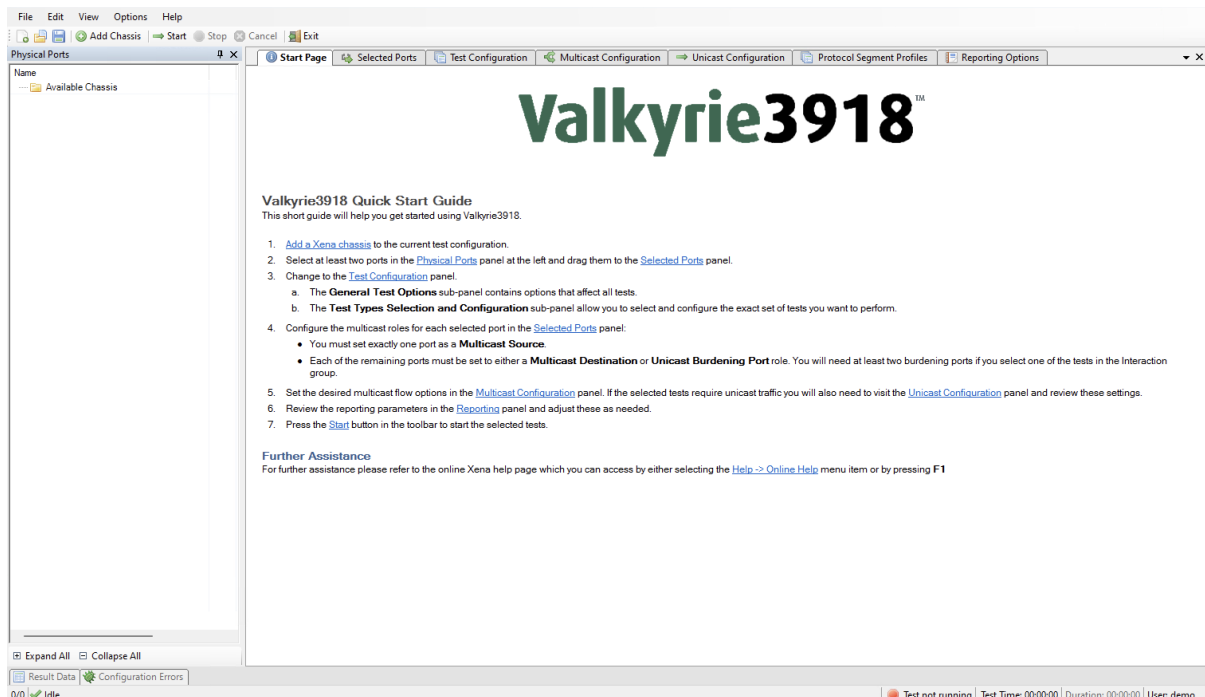 File Edit View Options Help
Add Chassis Start Stop Cancel Exit
Physical Ports
Start Page Selected Ports Test Configuration Multicast Configuration Unicast Configuration Protocol Segment Profiles Reporting Options
Name
Available Chassis
Valkyrie3918™
Valkyrie3918 Quick Start Guide
This short guide will help you get started using Valkyrie3918.
1. Add a Xena chassis to the current test configuration.
2. Select at least two ports in the Physical Ports panel at the left and drag them to the Selected Ports panel.
3. Change to the Test Configuration panel.
a. The General Test Options sub-panel contains options that affect all tests.
b. The Test Types Selection and Configuration sub-panel allow you to select and configure the exact set of tests you want to perform.
4. Configure the multicast roles for each selected port in the Selected Ports panel:
• You must set exactly one port as a Multicast Source.
• Each of the remaining ports must be set to either a Multicast Destination or Unicast Burdening Port role. You will need at least two burdening ports if you select one of the tests in the Interaction
group.
5. Set the desired multicast flow options in the Multicast Configuration panel. If the selected tests require unicast traffic you will also need to visit the Unicast Configuration panel and review these settings.
6. Review the reporting parameters in the Reporting panel and adjust these as needed.
7. Press the Start button in the toolbar to start the selected tests.
Further Assistance
For further assistance please refer to the online Xena help page which you can access by either selecting the Help -> Online Help menu item or by pressing F1
Expand All Collapse All
Result Data Configuration Errors
0/0 Idle
Test not running Test Time: 00:00:00 Duration: 00:00:00 User: demo